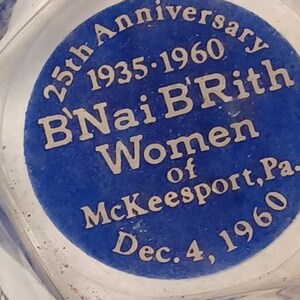 25th Anniversary
1935·1960
B'Nai B'Rith
Women
of
McKeesport, Pa.
Dec. 4, 1960